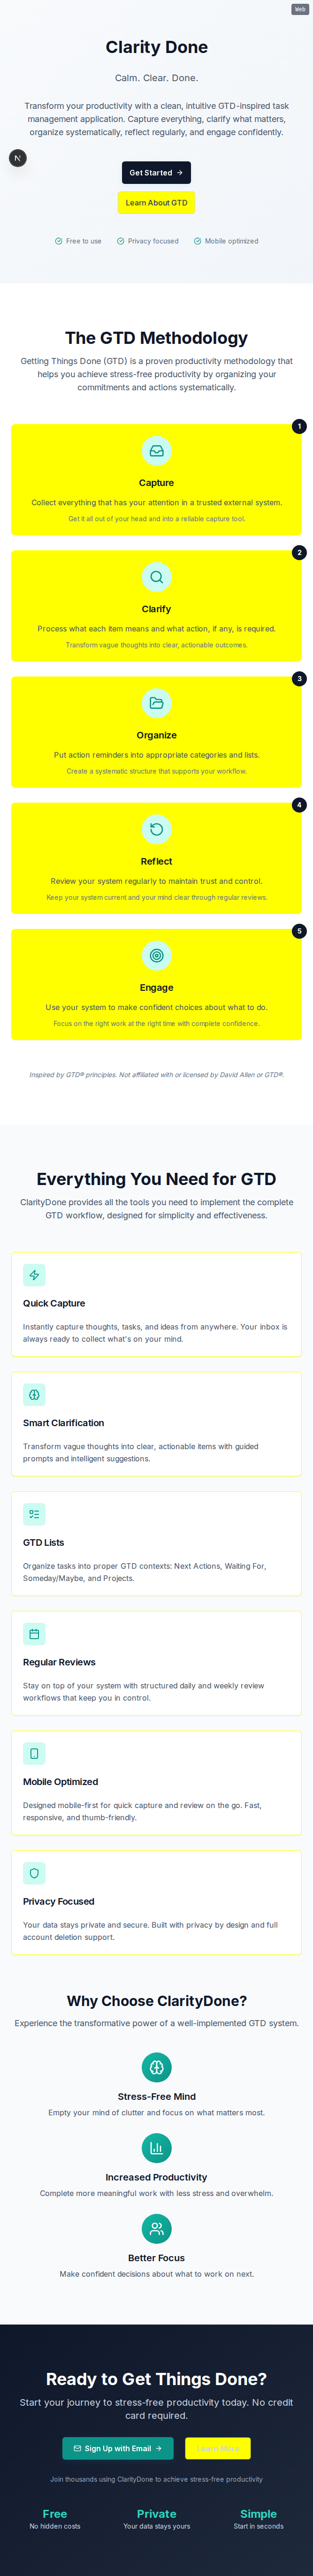 Web
Clarity Done
Calm. Clear. Done.
Transform your productivity with a clean, intuitive GTD-inspired task
management application. Capture everything, clarify what matters,
organize systematically, reflect regularly, and engage confidently.
N
Get Started →
Learn About GTD
Free to use
Privacy focused
Mobile optimized
The GTD Methodology
Getting Things Done (GTD) is a proven productivity methodology that
helps you achieve stress-free productivity by organizing your
commitments and actions systematically.
1
Capture
Collect everything that has your attention in a trusted external system.
Get it all out of your head and into a reliable capture tool.
2
Clarify
Process what each item means and what action, if any, is required.
Transform vague thoughts into clear, actionable outcomes.
3
Organize
Put action reminders into appropriate categories and lists.
Create a systematic structure that supports your workflow.
4
Reflect
Review your system regularly to maintain trust and control.
Keep your system current and your mind clear through regular reviews.
5
Engage
Use your system to make confident choices about what to do.
Focus on the right work at the right time with complete confidence.
Inspired by GTD® principles. Not affiliated with or licensed by David Allen or GTD®.
Everything You Need for GTD
ClarityDone provides all the tools you need to implement the complete
GTD workflow, designed for simplicity and effectiveness.
Quick Capture
Instantly capture thoughts, tasks, and ideas from anywhere. Your inbox is
always ready to collect what's on your mind.
Smart Clarification
Transform vague thoughts into clear, actionable items with guided
prompts and intelligent suggestions.
GTD Lists
Organize tasks into proper GTD contexts: Next Actions, Waiting For,
Someday/Maybe, and Projects.
Regular Reviews
Stay on top of your system with structured daily and weekly review
workflows that keep you in control.
Mobile Optimized
Designed mobile-first for quick capture and review on the go. Fast,
responsive, and thumb-friendly.
Privacy Focused
Your data stays private and secure. Built with privacy by design and full
account deletion support.
Why Choose ClarityDone?
Experience the transformative power of a well-implemented GTD system.
Stress-Free Mind
Empty your mind of clutter and focus on what matters most.
Increased Productivity
Complete more meaningful work with less stress and overwhelm.
Better Focus
Make confident decisions about what to work on next.
Ready to Get Things Done?
Start your journey to stress-free productivity today. No credit
card required.
Sign Up with Email →
Learn More
Join thousands using ClarityDone to achieve stress-free productivity
Free
No hidden costs
Private
Your data stays yours
Simple
Start in seconds